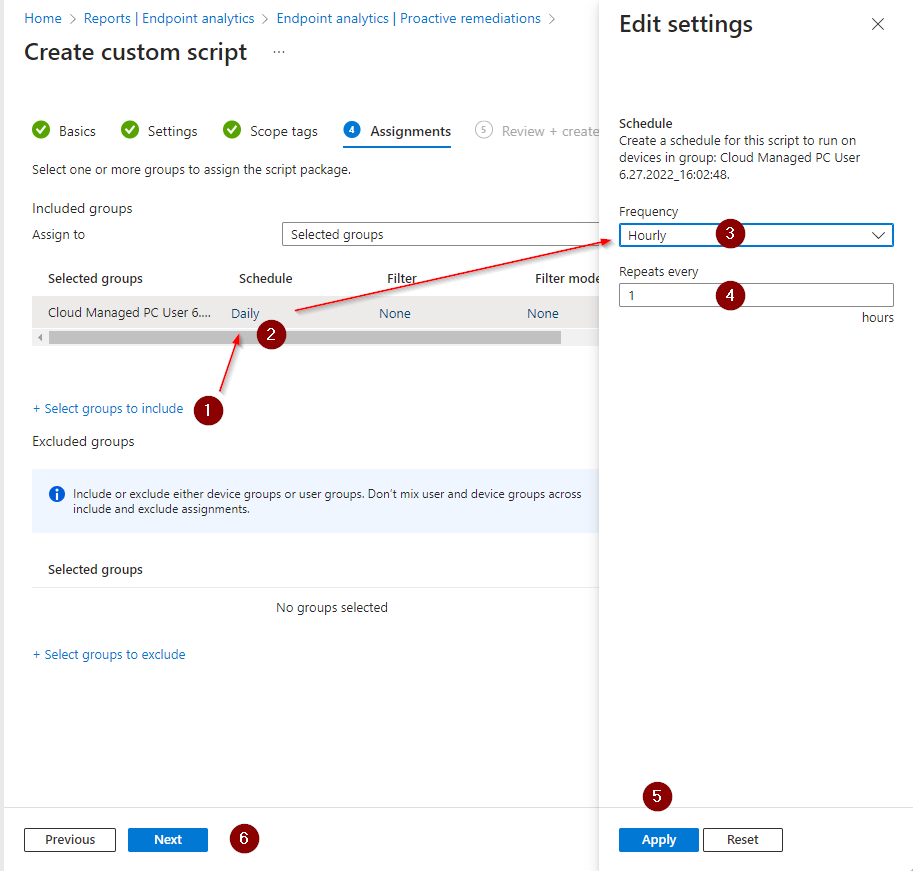 Home > Reports | Endpoint analytics > Endpoint analytics | Proactive remediations >
Create custom script ...
Basics
Settings
Scope tags
4 Assignments
5 Review + create
Select one or more groups to assign the script package.
Included groups
Assign to
Selected groups
Selected groups Schedule Filter Filter mode
Cloud Managed PC User 6.... Daily None None
2
+ Select groups to include
1
Excluded groups
Include or exclude either device groups or user groups. Don't mix user and device groups across
include and exclude assignments.
Selected groups
No groups selected
+ Select groups to exclude
Previous
Next
6
Edit settings
Schedule
Create a schedule for this script to run on
devices in group: Cloud Managed PC User
6.27.2022_16:02:48.
Frequency
Hourly
3
Repeats every
1
4
hours
5
Apply
Reset